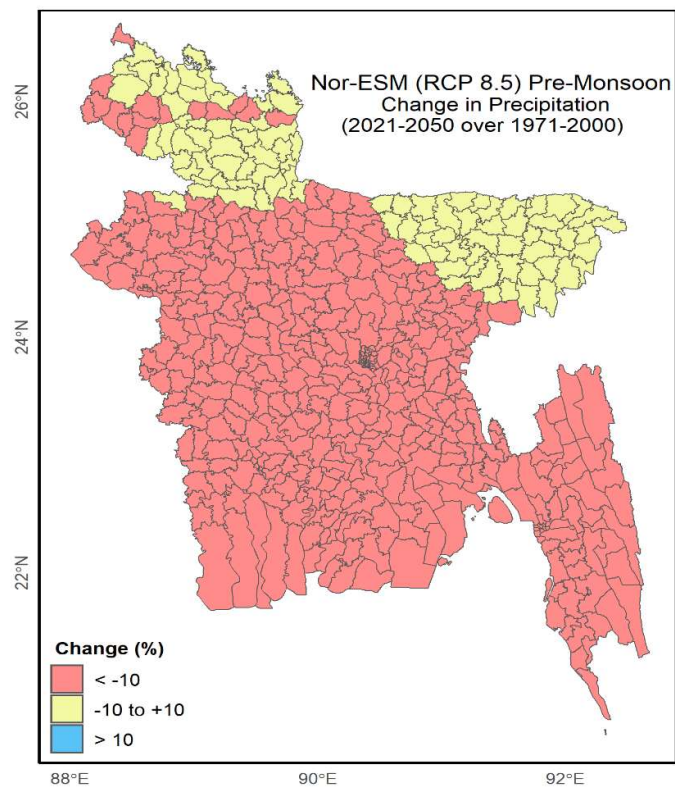 Nor-ESM (RCP 8.5) Pre-Monsoon
Change in Precipitation
(2021-2050 over 1971-2000)
26°N
24°N
22°N
Change (%)
< -10
-10 to +10
> 10
88°E
90°E
92°E